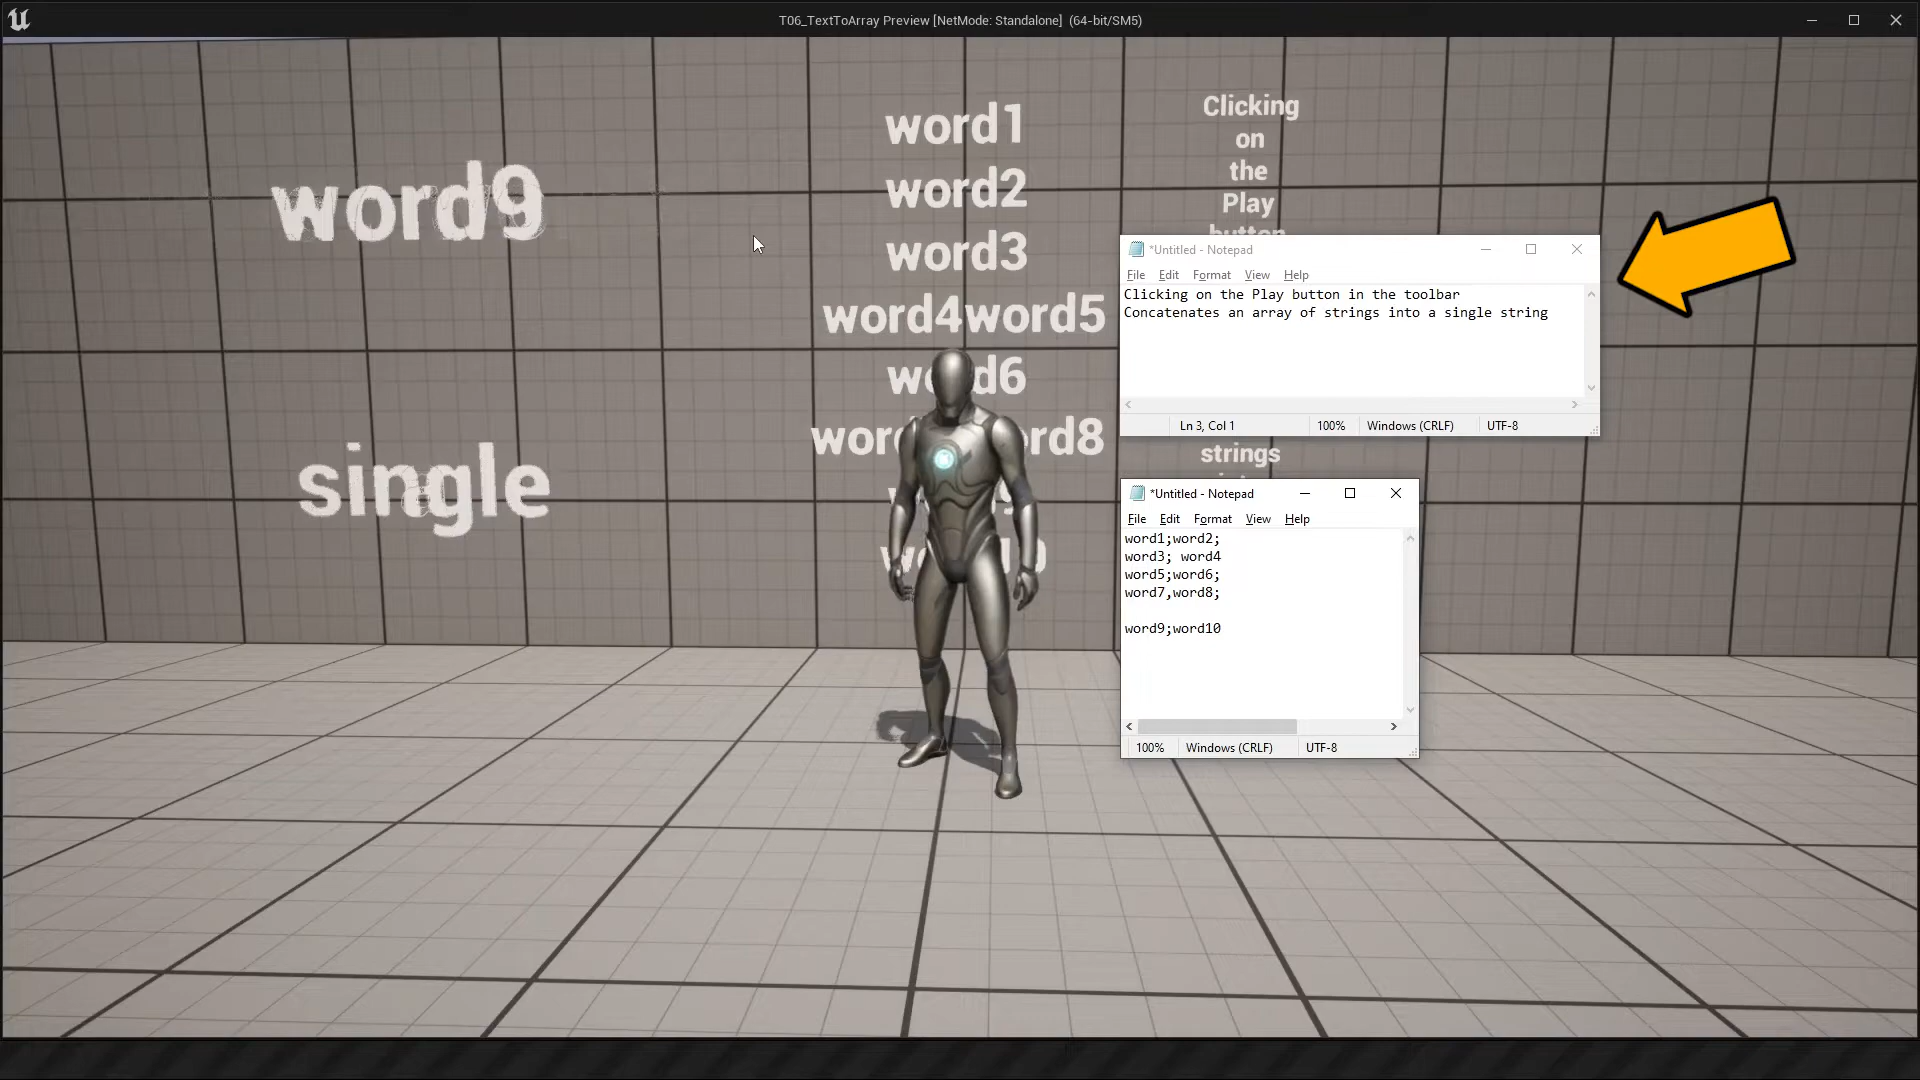 T06_TextToArray Preview [NetMode: Standalone] (64-bit/SM5)
word9
single
word1
word2
word3
word4word5
Clicking
on
the
Play
button
strings
*Untitled - Notepad
File Edit Format View Help
Clicking on the Play button in the toolbar
Concatenates an array of strings into a single string
Ln 3, Col 1 100% Windows (CRLF) UTF-8
*Untitled - Notepad
File Edit Format View Help
word1;word2;
word3; word4
word5;word6;
word7,word8;
word9;word10
100% Windows (CRLF) UTF-8